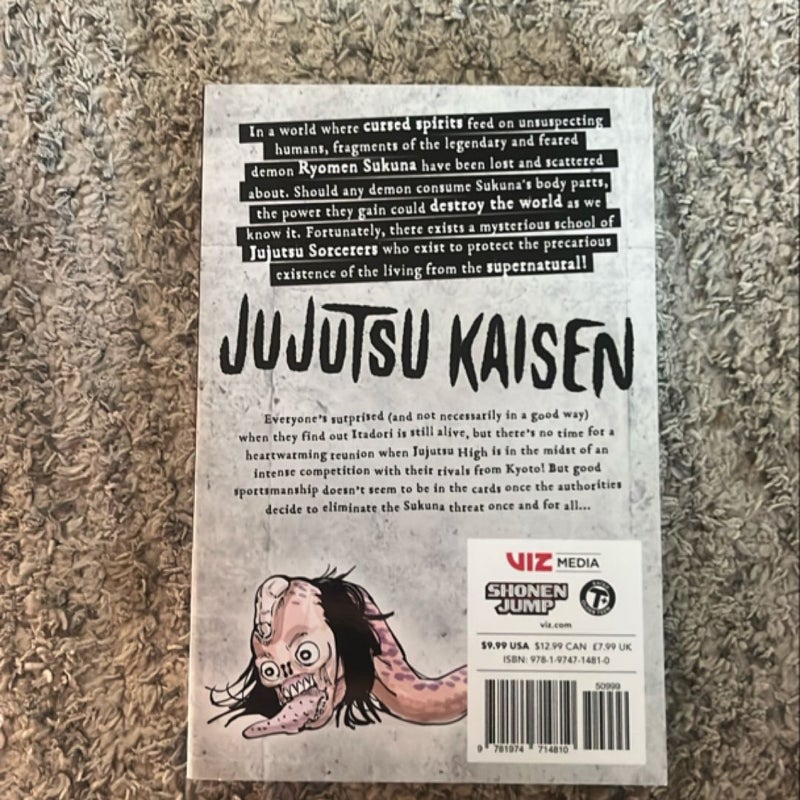 In a world where cursed spirits feed on unsuspecting
humans, fragments of the legendary and feared
demon Ryomen Sukuna have been lost and scattered
about. Should any demon consume Sukuna's body parts,
the power they gain could destroy the world as we
know it. Fortunately, there exists a mysterious school of
Jujutsu Sorcerers who exist to protect the precarious
existence of the living from the supernatural!
JUJUTSU KAISEN
Everyone's surprised (and not necessarily in a good way)
when they find out Itadori is still alive, but there's no time for a
heartwarming reunion when Jujutsu High is in the midst of an
intense competition with their rivals from Kyoto! But good
sportsmanship doesn't seem to be in the cards once the authorities
decide to eliminate the Sukuna threat once and for all...
VIZ MEDIA
SHONEN
JUMP
T+
viz.com
$9.99 USA $12.99 CAN £7.99 UK
ISBN: 978-1-9747-1481-0
50999
9 781974 714810